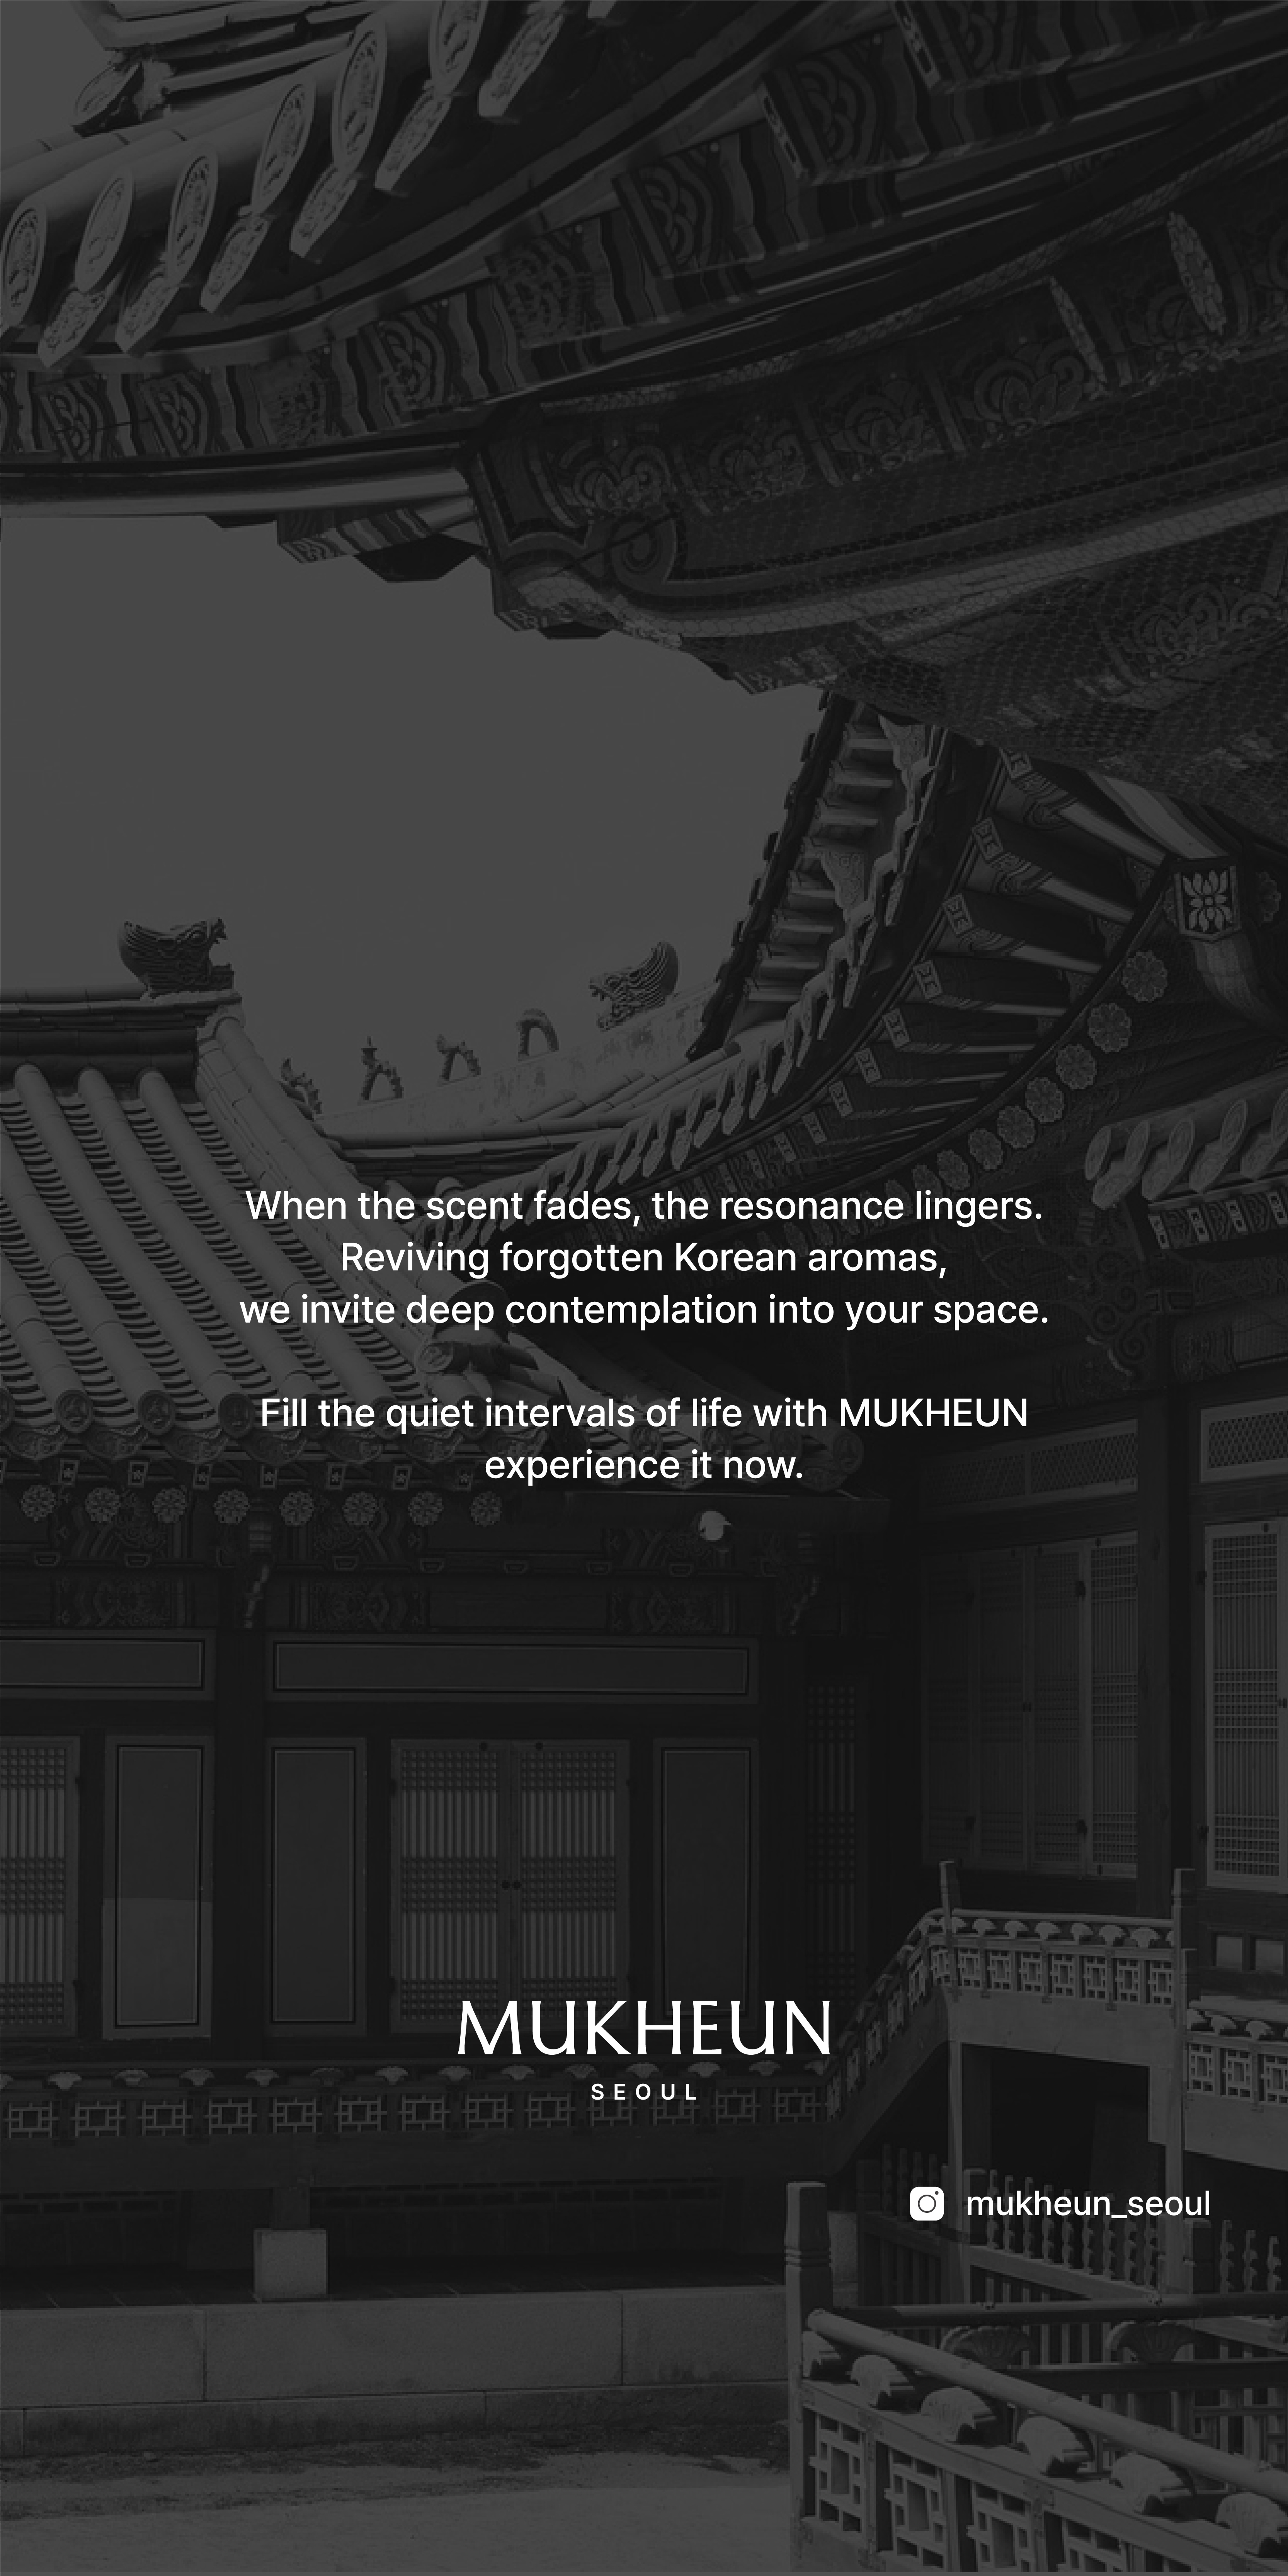 When the scent fades, the resonance lingers.
Reviving forgotten Korean aromas,
we invite deep contemplation into your space.
Fill the quiet intervals of life with MUKHEUN
experience it now.
MUKHEUN
SEOUL
mukheun_seoul